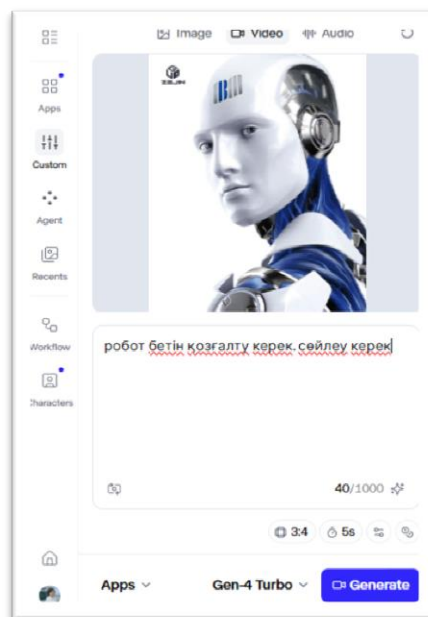 Image Video Audio
Apps
Custom
Agent
Recents
Workflow
Characters
робот бетін қозғалту керек. сөйлеу керек
40/1000
3:4 5s
Apps Gen-4 Turbo Generate